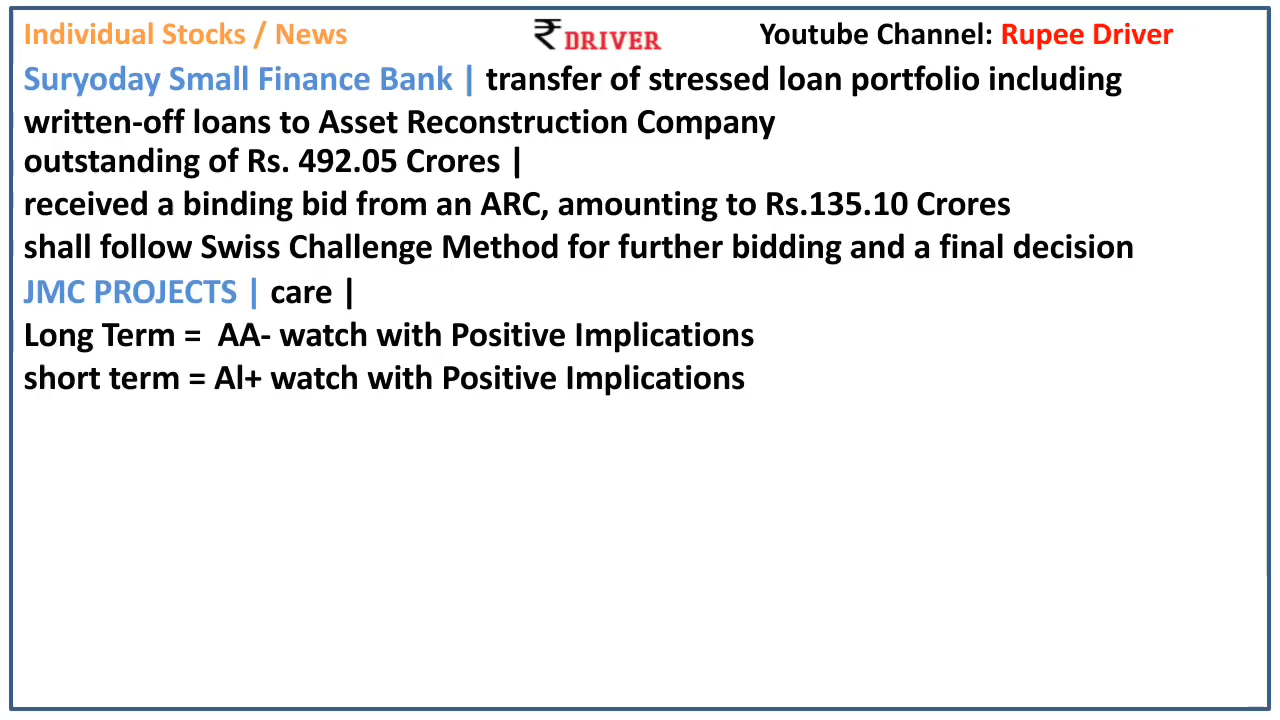 Individual Stocks / News
₹ DRIVER
Youtube Channel: Rupee Driver
Suryoday Small Finance Bank | transfer of stressed loan portfolio including
written-off loans to Asset Reconstruction Company
outstanding of Rs. 492.05 Crores |
received a binding bid from an ARC, amounting to Rs.135.10 Crores
shall follow Swiss Challenge Method for further bidding and a final decision
JMC PROJECTS | care |
Long Term =  AA- watch with Positive Implications
short term = Al+ watch with Positive Implications